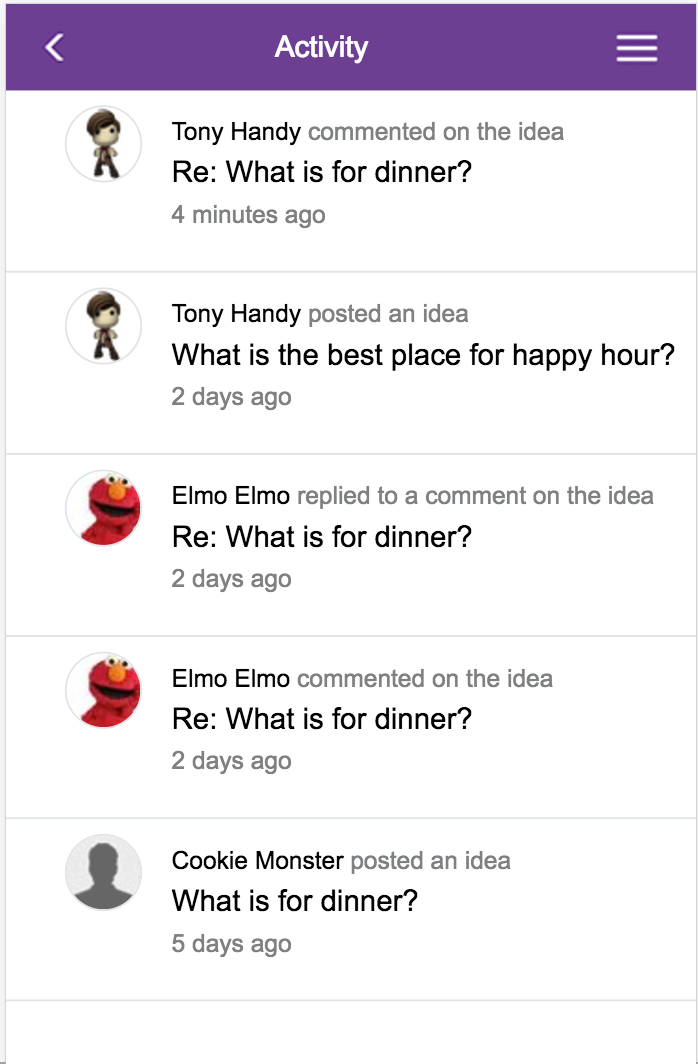 Activity
Tony Handy commented on the idea
Re: What is for dinner?
4 minutes ago
Tony Handy posted an idea
What is the best place for happy hour?
2 days ago
Elmo Elmo replied to a comment on the idea
Re: What is for dinner?
2 days ago
Elmo Elmo commented on the idea
Re: What is for dinner?
2 days ago
Cookie Monster posted an idea
What is for dinner?
5 days ago